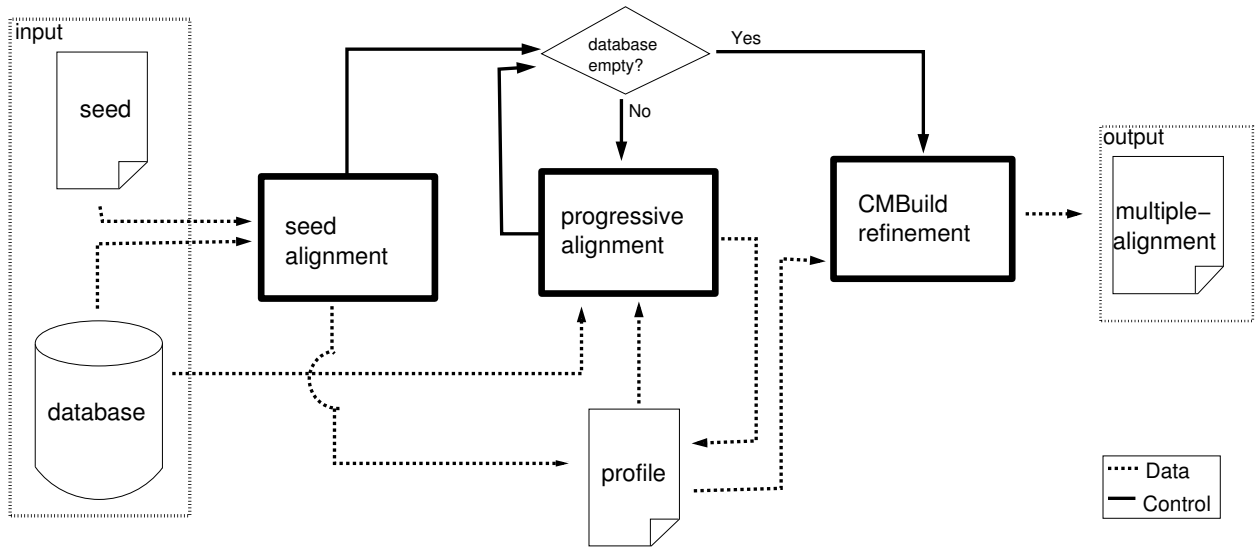 input
seed
database
seed
alignment
database
empty?
Yes
No
progressive
alignment
CMBuild
refinement
profile
output
multiple−
alignment
Data
Control